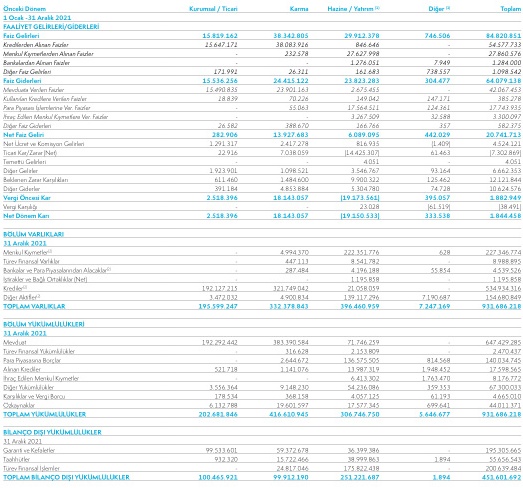 Önceki Dönem Kurumsal / Ticari Karma Hazine / Yatırım Diğer Toplam
1 Ocak -31 Aralık 2021
FAALİYET GELİRLERİ/GİDERLERİ
Faiz Gelirleri 15.819.162 38.342.805 29.912.378 746.506 84.820.851
Kredilerden Alınan Faizler 15.647.171 38.083.916 846.646 - 54.577.733
Menkul Kıymetlerden Alınan Faizler - 232.578 27.627.998 - 27.860.576
Bankalardan Alınan Faizler - - 1.276.051 7.949 1.284.000
Diğer Faiz Gelirleri 171.991 26.311 161.683 738.557 1.098.542
Faiz Giderleri 15.536.256 24.415.122 23.823.283 304.477 64.079.138
Mevduata Verilen Faizler 15.490.835 23.901.163 2.675.455 - 42.067.453
Kullanılan Kredilere Verilen Faizler 18.839 70.226 149.042 147.171 385.278
Para Piyasası İşlemlerine Ver. Faizler - 55.063 17.564.511 124.361 17.743.935
İhraç Edilen Menkul Kıymetlere Ver. Faizler - - 3.267.509 32.588 3.300.097
Diğer Faiz Giderleri 26.582 388.670 166.766 357 582.375
Net Faiz Geliri 282.906 13.927.683 6.089.095 442.029 20.741.713
Net Ücret ve Komisyon Gelirleri 1.291.317 2.417.278 816.935 (1.409) 4.524.121
Ticari Kar/Zarar (Net) 22.916 7.038.059 (14.425.307) 61.463 (7.302.869)
Temettü Gelirleri - - 4.051 - 4.051
Diğer Gelirler 1.923.901 1.098.521 3.546.767 93.164 6.662.353
Beklenen Zarar Karşılıkları 611.460 1.484.600 9.900.322 125.462 12.121.844
Diğer Giderler 391.184 4.853.884 5.304.780 74.728 10.624.576
Vergi Öncesi Kar 2.518.396 18.143.057 (19.173.561) 395.057 1.882.949
Vergi Karşılığı - - 23.028 (61.519) (38.491)
Net Dönem Karı 2.518.396 18.143.057 (19.150.533) 333.538 1.844.458
BÖLÜM VARLIKLARI
31 Aralık 2021
Menkul Kıymetler - 4.994.370 222.351.776 628 227.346.774
Türev Finansal Varlıklar - 447.113 8.541.782 - 8.988.895
Bankalar ve Para Piyasalarından Alacaklar - 287.484 4.196.188 55.854 4.539.526
İştirakler ve Bağlı Ortaklıklar (Net) - - 1.195.858 - 1.195.858
Krediler 192.127.215 321.749.042 21.058.059 - 534.934.316
Diğer Aktifler 3.472.032 4.900.834 139.117.296 7.190.687 154.680.849
TOPLAM VARLIKLAR 195.599.247 332.378.843 396.460.959 7.247.169 931.686.218
BÖLÜM YÜKÜMLÜLÜKLERİ
31 Aralık 2021
Mevduat 192.292.442 383.390.584 71.746.259 - 647.429.285
Türev Finansal Yükümlülükler - 316.628 2.153.809 - 2.470.437
Para Piyasasına Borçlar - 2.644.672 136.575.505 814.568 140.034.745
Alınan Krediler 521.718 1.141.076 13.987.319 1.948.452 17.598.565
İhraç Edilen Menkul Kıymetler - - 6.413.302 1.763.470 8.176.772
Diğer Yükümlülükler 3.556.364 9.148.230 54.236.086 359.353 67.300.033
Karşılıklar ve Vergi Borcu 178.534 368.158 4.057.125 61.193 4.665.010
Özkaynaklar 6.132.788 19.601.597 17.577.345 699.641 44.011.371
TOPLAM YÜKÜMLÜLÜKLER 202.681.846 416.610.945 306.746.750 5.646.677 931.686.218
BİLANÇO DIŞI YÜKÜMLÜLÜKLER
31 Aralık 2021
Garanti ve Kefaletler 99.533.601 59.372.678 36.399.386 - 195.305.665
Taahhütler 932.320 15.722.466 38.999.863 1.894 55.656.543
Türev Finansal İşlemler - 24.817.046 175.822.438 - 200.639.484
TOPLAM BİLANÇO DIŞI YÜKÜMLÜLÜKLER 100.465.921 99.912.190 251.221.687 1.894 451.601.692